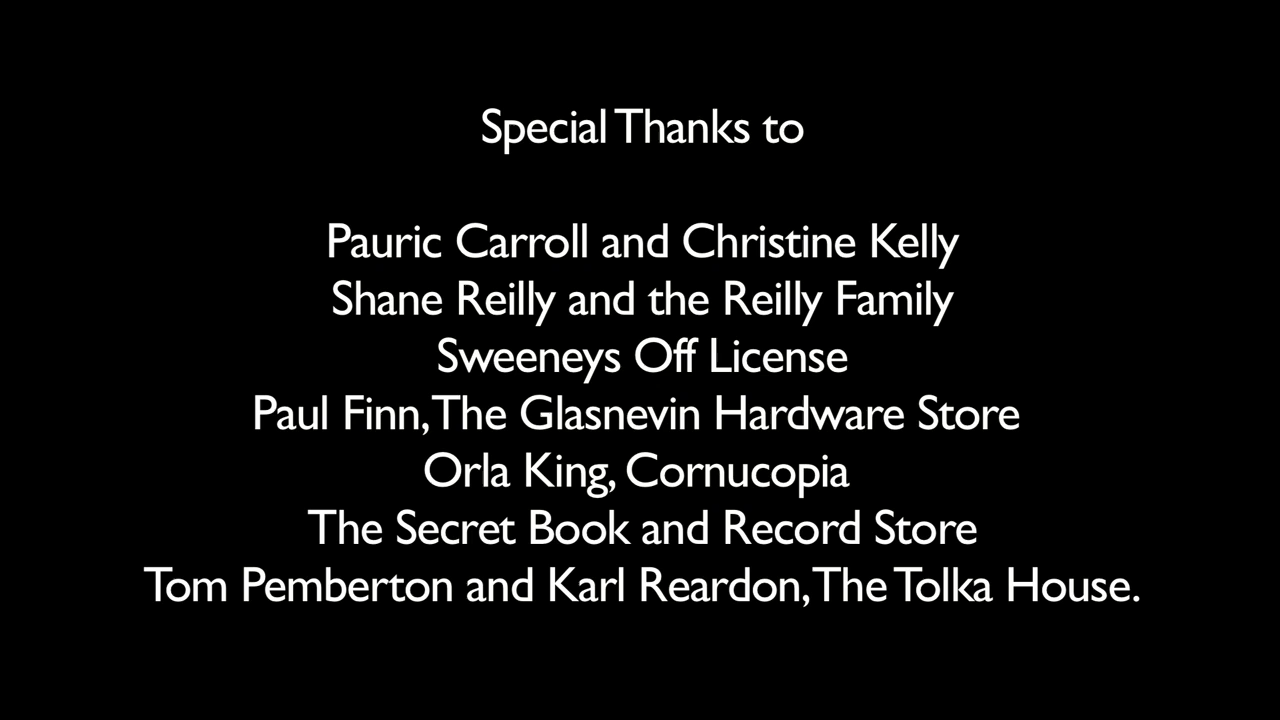 Special Thanks to
Pauric Carroll and Christine Kelly
Shane Reilly and the Reilly Family
Sweeneys Off License
Paul Finn, The Glasnevin Hardware Store
Orla King, Cornucopia
The Secret Book and Record Store
Tom Pemberton and Karl Reardon, The Tolka House.